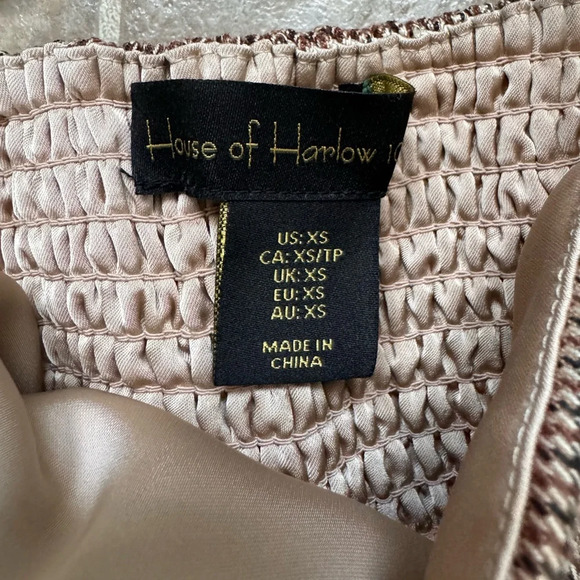 House of Harlow
US: XS
CA: XS/TP
UK: XS
EU: XS
AU: XS
MADE IN
CHINA